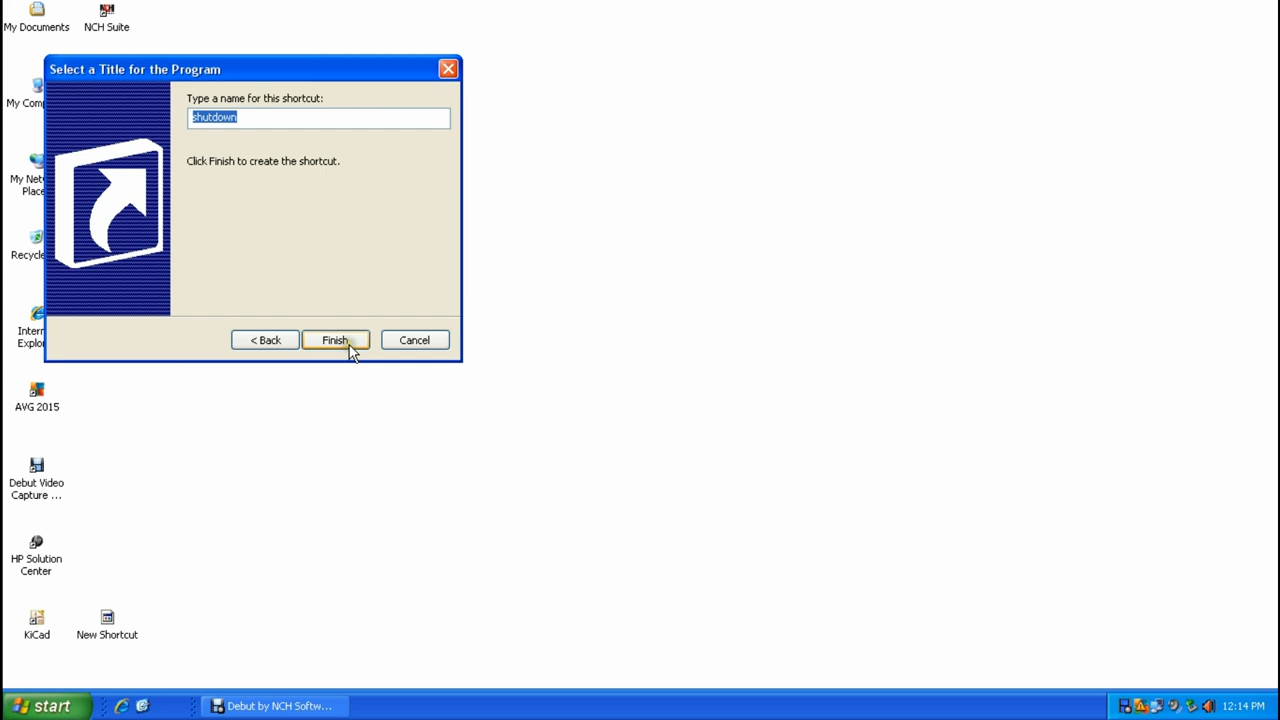 My Documents
NCH Suite
Select a Title for the Program
Type a name for this shortcut:
shutdown
Click Finish to create the shortcut.
< Back
Finish
Cancel
My Comp
My Net
Place
Recycle
Intern
Explor
AVG 2015
Debut Video
Capture ...
HP Solution
Center
KiCad
New Shortcut
start
Debut by NCH Softw...
12:14 PM